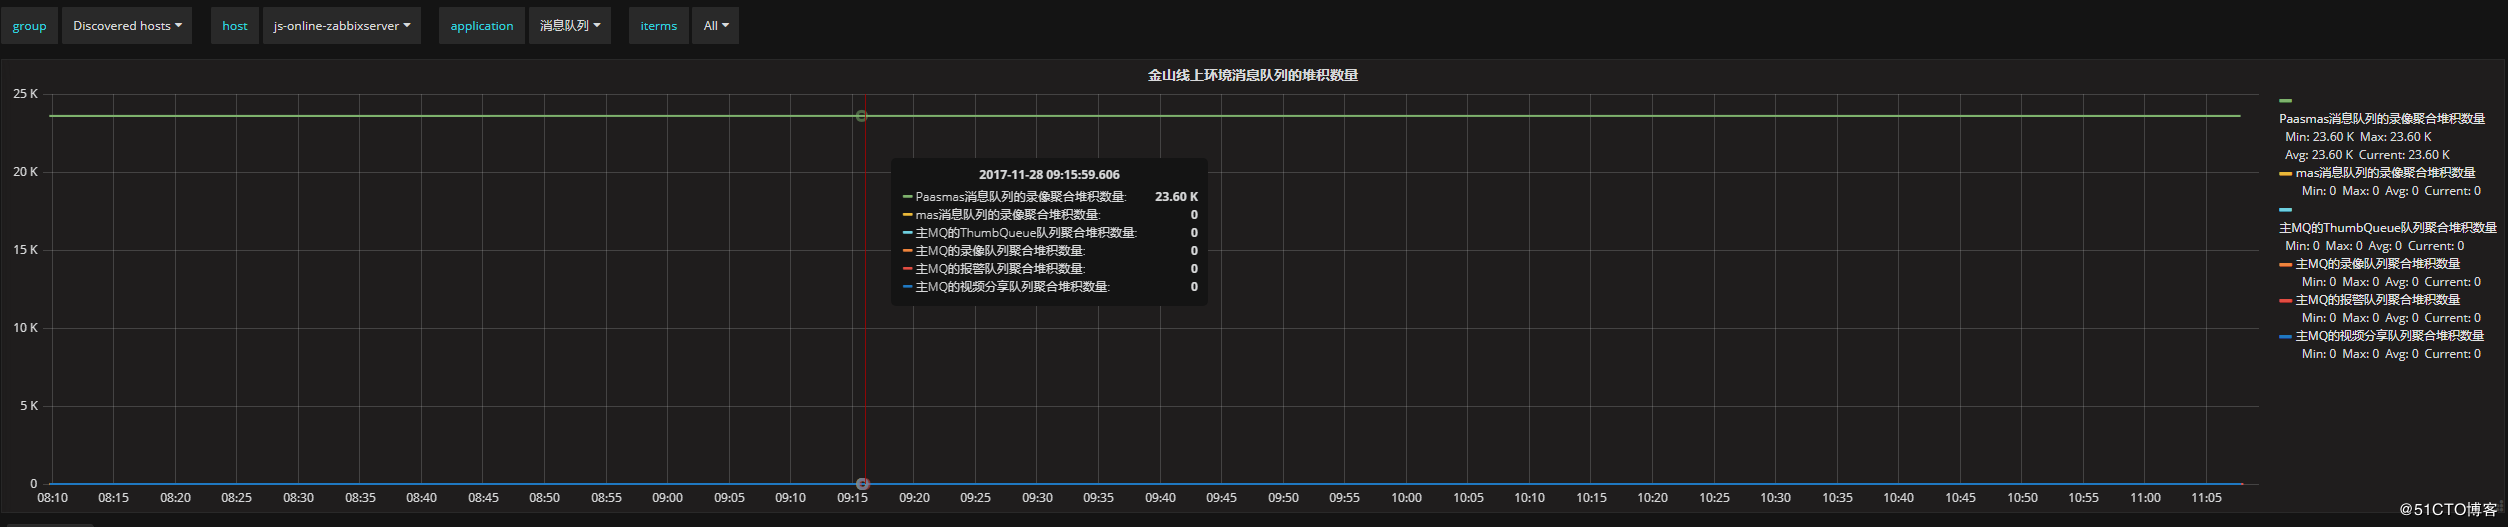 group Discovered hosts host js-online-zabbixserver application 消息队列 iterms All
金山线上环境消息队列的堆积数量
25 K
20 K
15 K
10 K
5 K
0
08:10 08:15 08:20 08:25 08:30 08:35 08:40 08:45 08:50 08:55 09:00 09:05 09:10 09:15 09:20 09:25 09:30 09:35 09:40 09:45 09:50 09:55 10:00 10:05 10:10 10:15 10:20 10:25 10:30 10:35 10:40 10:45 10:50 10:55 11:00 11:05
2017-11-28 09:15:59.606
Paasmas消息队列的录像聚合堆积数量: 23.60 K
mas消息队列的录像聚合堆积数量: 0
主MQ的ThumbQueue队列聚合堆积数量: 0
主MQ的录像队列聚合堆积数量: 0
主MQ的报警队列聚合堆积数量: 0
主MQ的视频分享队列聚合堆积数量: 0
Paasmas消息队列的录像聚合堆积数量
Min: 23.60 K Max: 23.60 K
Avg: 23.60 K Current: 23.60 K
mas消息队列的录像聚合堆积数量
Min: 0 Max: 0 Avg: 0 Current: 0
主MQ的ThumbQueue队列聚合堆积数量
Min: 0 Max: 0 Avg: 0 Current: 0
主MQ的录像队列聚合堆积数量
Min: 0 Max: 0 Avg: 0 Current: 0
主MQ的报警队列聚合堆积数量
Min: 0 Max: 0 Avg: 0 Current: 0
主MQ的视频分享队列聚合堆积数量
Min: 0 Max: 0 Avg: 0 Current: 0
@51CTO博客